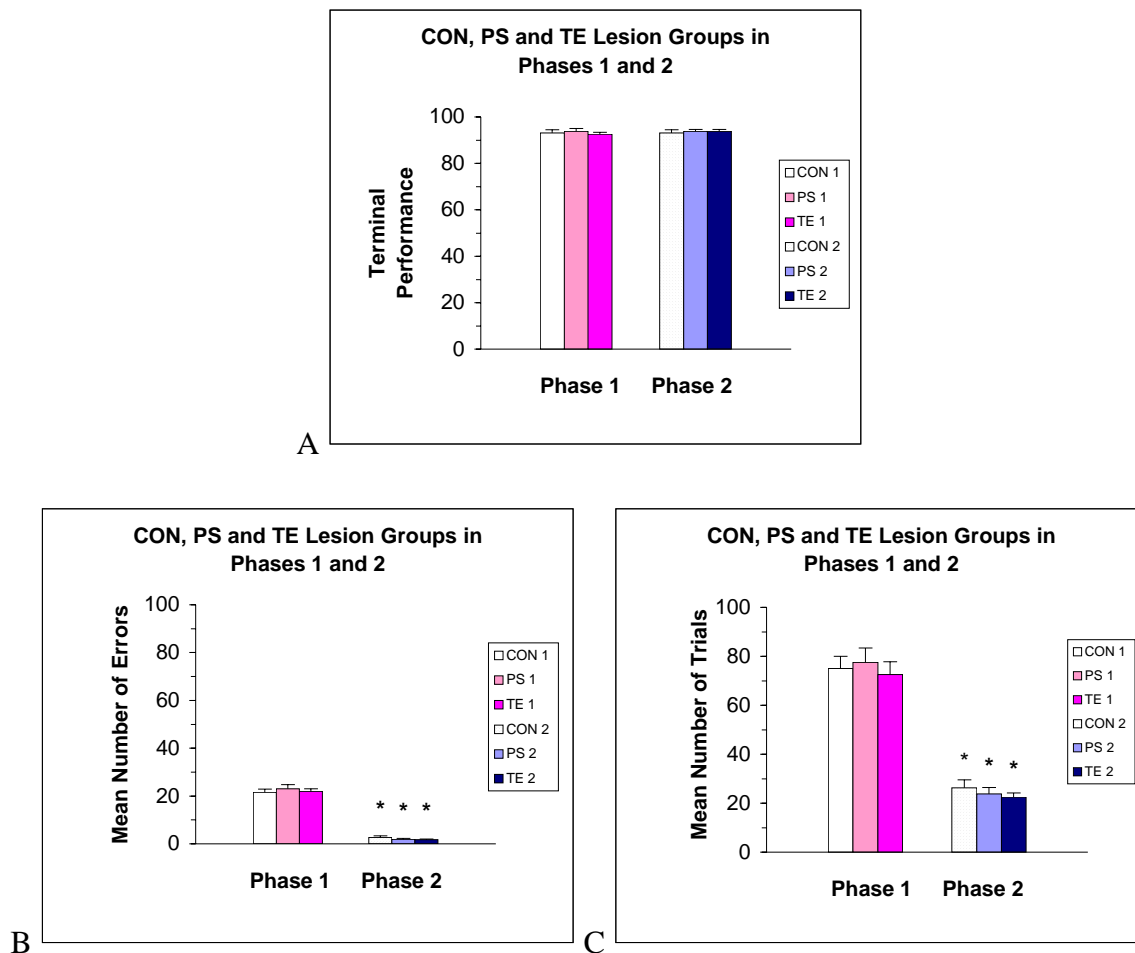 CON, PS and TE Lesion Groups in
Phases 1 and 2
Terminal
Performance
100
80
60
40
20
0
Phase 1 Phase 2
CON 1
PS 1
TE 1
CON 2
PS 2
TE 2
A
CON, PS and TE Lesion Groups in
Phases 1 and 2
Mean Number of Errors
100
80
60
40
20
0
* * *
Phase 1 Phase 2
CON 1
PS 1
TE 1
CON 2
PS 2
TE 2
B
CON, PS and TE Lesion Groups in
Phases 1 and 2
Mean Number of Trials
100
80
60
40
20
0
* * *
Phase 1 Phase 2
CON 1
PS 1
TE 1
CON 2
PS 2
TE 2
C